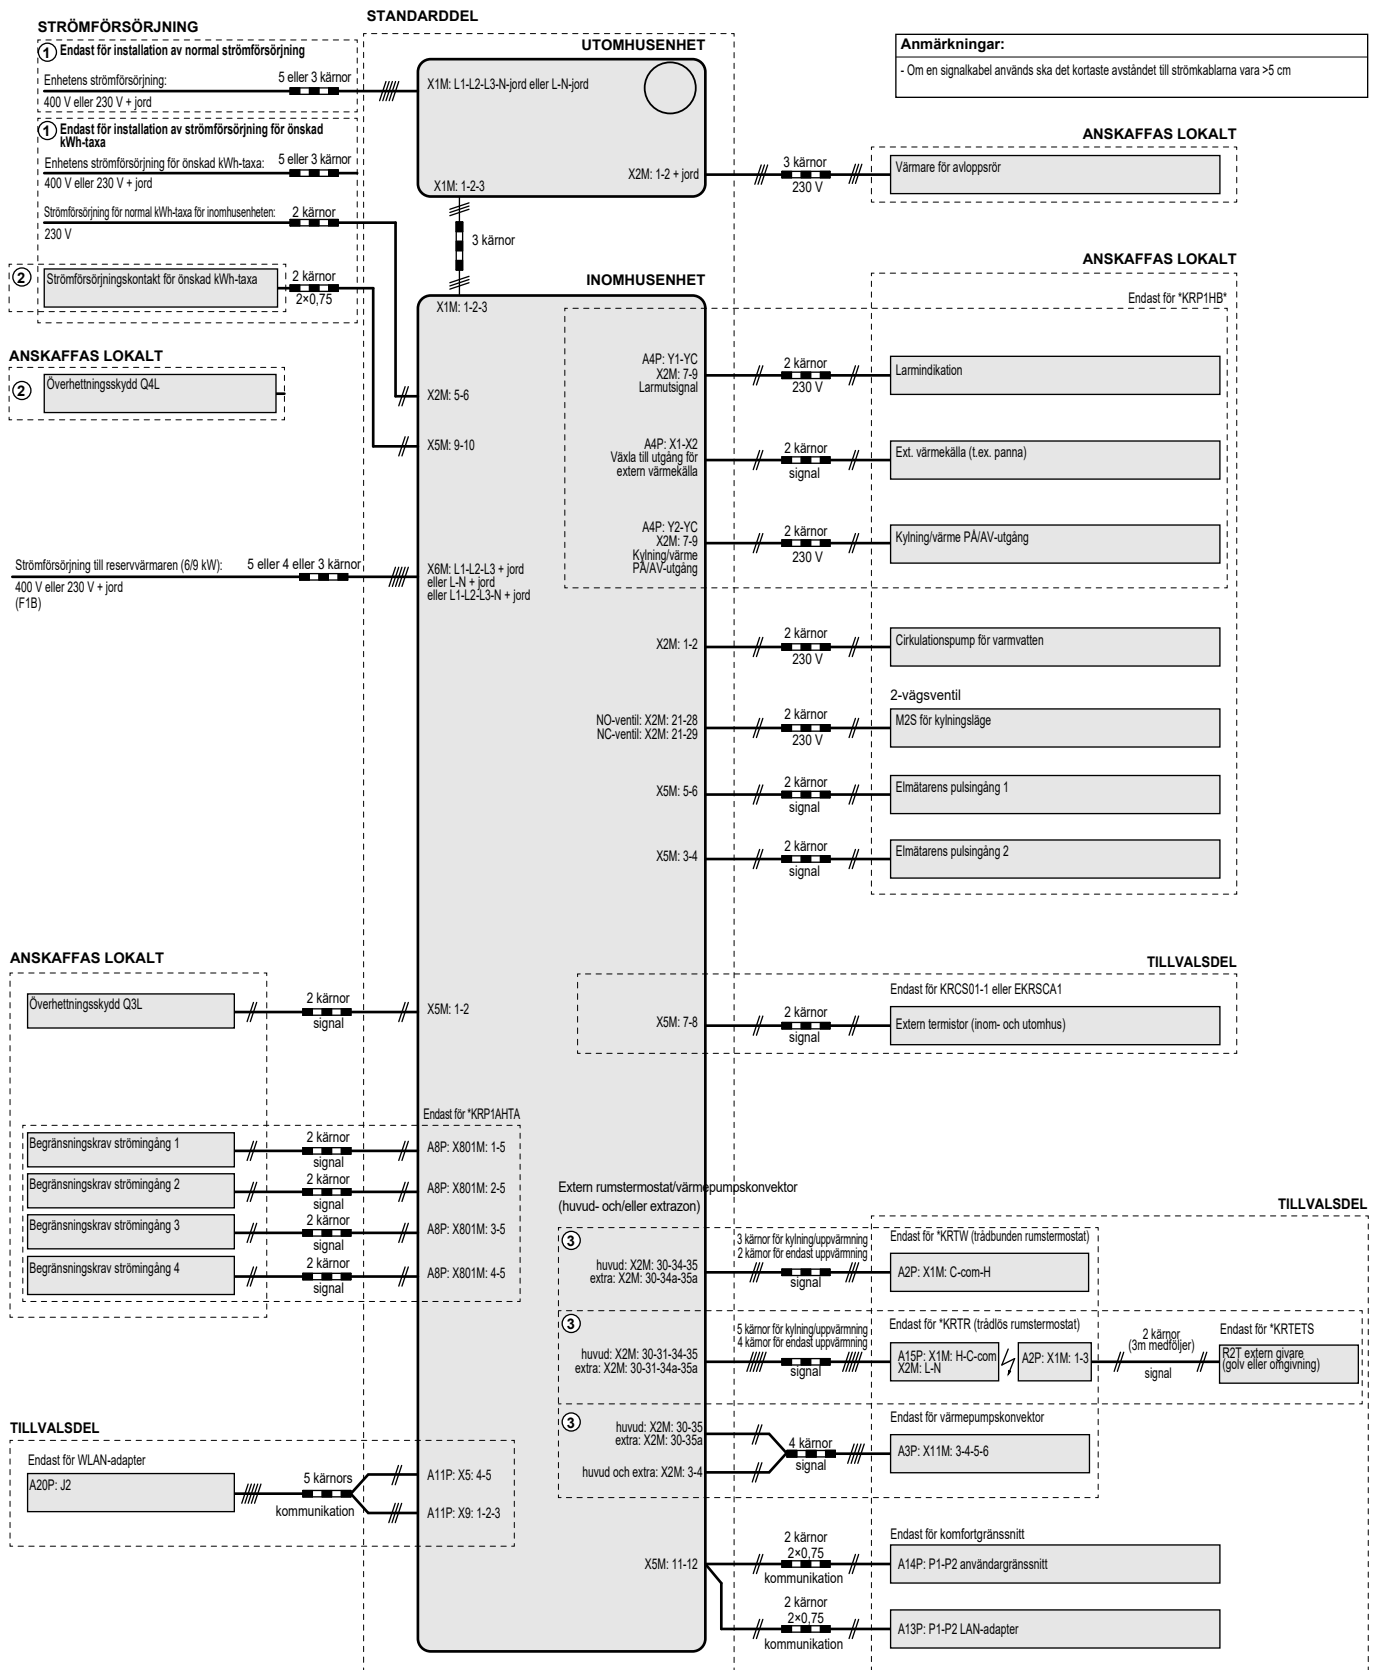 STRÖMFÖRSÖRJNING
STANDARDDEL
1 Endast för installation av normal strömförsörjning
Enhetens strömförsörjning:
5 eller 3 kärnor
400 V eller 230 V + jord
1 Endast för installation av strömförsörjning för önskad
kWh-taxa
Enhetens strömförsörjning för önskad kWh-taxa:
5 eller 3 kärnor
400 V eller 230 V + jord
Strömförsörjning för normal kWh-taxa för inomhusenheten:
2 kärnor
230 V
2
Strömförsörjningskontakt för önskad kWh-taxa
2 kärnor
2×0,75
UTOMHUSENHET
X1M: L1-L2-L3-N-jord eller L-N-jord
X2M: 1-2 + jord
X1M: 1-2-3
3 kärnor
Anmärkningar:
- Om en signalkabel används ska det kortaste avståndet till strömkablarna vara >5 cm
ANSKAFFAS LOKALT
3 kärnor
230 V
Värmare för avloppsrör
INOMHUSENHET
X1M: 1-2-3
ANSKAFFAS LOKALT
Endast för *KRP1HB*
ANSKAFFAS LOKALT
2
Överhettningsskydd Q4L
X2M: 5-6
X5M: 9-10
A4P: Y1-YC
X2M: 7-9
Larmutsignal
2 kärnor
230 V
Larmindikation
A4P: X1-X2
Växla till utgång för
extern värmekälla
2 kärnor
signal
Ext. värmekälla (t.ex. panna)
A4P: Y2-YC
X2M: 7-9
Kylning/värme
PÅ/AV-utgång
2 kärnor
230 V
Kylning/värme PÅ/AV-utgång
Strömförsörjning till reservvärmaren (6/9 kW):
5 eller 4 eller 3 kärnor
400 V eller 230 V + jord
(F1B)
X6M: L1-L2-L3 + jord
eller L-N + jord
eller L1-L2-L3-N + jord
X2M: 1-2
2 kärnor
230 V
Cirkulationspump för varmvatten
2-vägsventil
NO-ventil: X2M: 21-28
NC-ventil: X2M: 21-29
2 kärnor
230 V
M2S för kylningsläge
X5M: 5-6
2 kärnor
signal
Elmätarens pulsingång 1
X5M: 3-4
2 kärnor
signal
Elmätarens pulsingång 2
ANSKAFFAS LOKALT
Överhettningsskydd Q3L
2 kärnor
signal
X5M: 1-2
TILLVALSDEL
Endast för KRCS01-1 eller EKRSCA1
X5M: 7-8
2 kärnor
signal
Extern termistor (inom- och utomhus)
Endast för *KRP1AHTA
Begränsningskrav strömingång 1
2 kärnor
signal
A8P: X801M: 1-5
Begränsningskrav strömingång 2
2 kärnor
signal
A8P: X801M: 2-5
Begränsningskrav strömingång 3
2 kärnor
signal
A8P: X801M: 3-5
Begränsningskrav strömingång 4
2 kärnor
signal
A8P: X801M: 4-5
Extern rumstermostat/värmepumpskonvektor
(huvud- och/eller extrazon)
TILLVALSDEL
3
huvud: X2M: 30-34-35
extra: X2M: 30-34a-35a
3 kärnor för kylning/uppvärmning
2 kärnor för endast uppvärmning
signal
Endast för *KRTW (trådbunden rumstermostat)
A2P: X1M: C-com-H
3
huvud: X2M: 30-31-34-35
extra: X2M: 30-31-34a-35a
5 kärnor för kylning/uppvärmning
4 kärnor för endast uppvärmning
signal
Endast för *KRTR (trådlös rumstermostat)
A15P: X1M: H-C-com
X2M: L-N
A2P: X1M: 1-3
2 kärnor
(3m medföljer)
signal
Endast för *KRTETS
R2T extern givare
(golv eller omgivning)
3
huvud: X2M: 30-35
extra: X2M: 30-35a
huvud och extra: X2M: 3-4
4 kärnor
signal
Endast för värmepumpskonvektor
A3P: X11M: 3-4-5-6
TILLVALSDEL
Endast för WLAN-adapter
A20P: J2
5 kärnors
kommunikation
A11P: X5: 4-5
A11P: X9: 1-2-3
X5M: 11-12
2 kärnor
2×0,75
kommunikation
Endast för komfortgränssnitt
A14P: P1-P2 användargränssnitt
2 kärnor
2×0,75
kommunikation
A13P: P1-P2 LAN-adapter